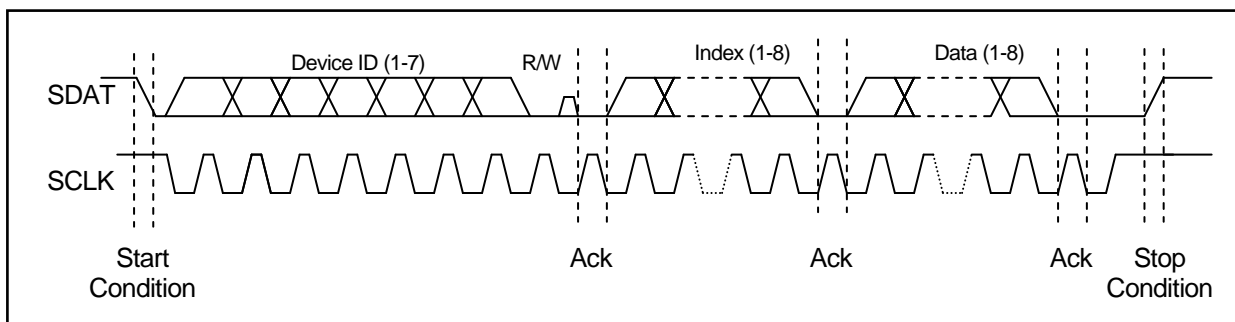 Device ID (1-7)
R/W
Index (1-8)
Data (1-8)
SDAT
SCLK
Start
Condition
Ack
Ack
Ack
Stop
Condition